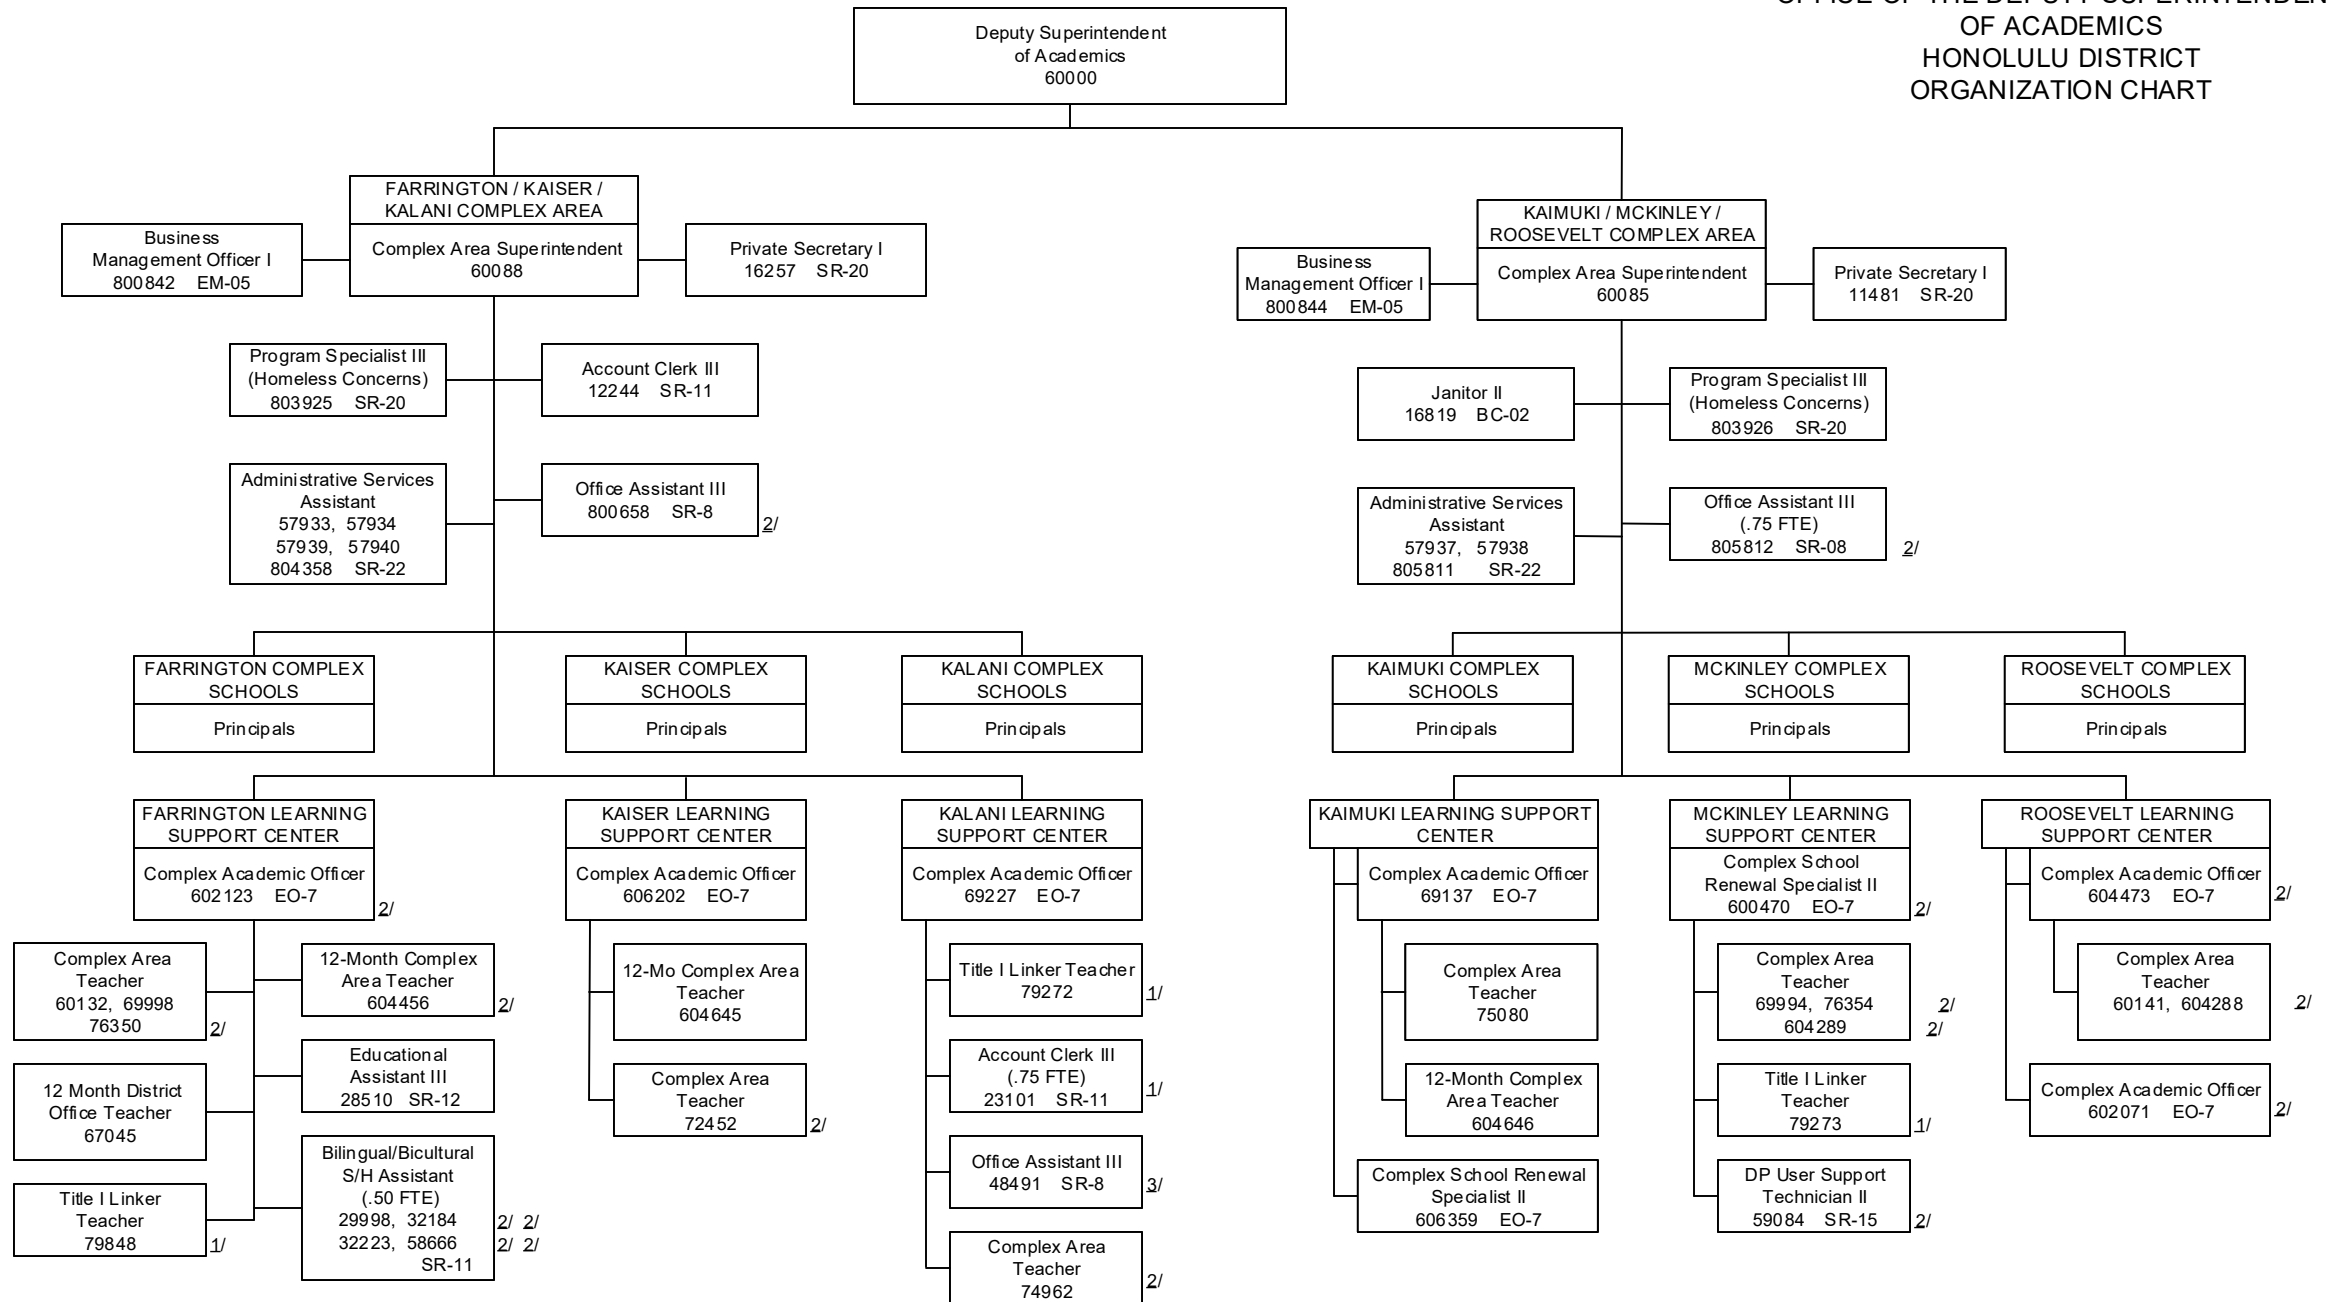 OFFICE OF THE DEPUTY SUPERINTENDEN
OF ACADEMICS
HONOLULU DISTRICT
ORGANIZATION CHART
Deputy Superintendent
of Academics
60000
FARRINGTON / KAISER /
KALANI COMPLEX AREA
Complex Area Superintendent
60088
Business
Management Officer I
800842 EM-05
Private Secretary I
16257 SR-20
Program Specialist III
(Homeless Concerns)
803925 SR-20
Account Clerk III
12244 SR-11
Administrative Services
Assistant
57933, 57934
57939, 57940
804358 SR-22
Office Assistant III
800658 SR-8
2/
KAIMUKI / MCKINLEY /
ROOSEVELT COMPLEX AREA
Complex Area Superintendent
60085
Business
Management Officer I
800844 EM-05
Private Secretary I
11481 SR-20
Janitor II
16819 BC-02
Program Specialist III
(Homeless Concerns)
803926 SR-20
Administrative Services
Assistant
57937, 57938
805811 SR-22
Office Assistant III
(.75 FTE)
805812 SR-08
2/
FARRINGTON COMPLEX
SCHOOLS
Principals
KAISER COMPLEX
SCHOOLS
Principals
KALANI COMPLEX
SCHOOLS
Principals
KAIMUKI COMPLEX
SCHOOLS
Principals
MCKINLEY COMPLEX
SCHOOLS
Principals
ROOSEVELT COMPLEX
SCHOOLS
Principals
FARRINGTON LEARNING
SUPPORT CENTER
Complex Academic Officer
602123 EO-7
2/
Complex Area
Teacher
60132, 69998
76350
2/
12-Month Complex
Area Teacher
604456
2/
12 Month District
Office Teacher
67045
Educational
Assistant III
28510 SR-12
Title I Linker
Teacher
79848
1/
Bilingual/Bicultural
S/H Assistant
(.50 FTE)
29998, 32184 2/ 2/
32223, 58666 2/ 2/
SR-11
KAISER LEARNING
SUPPORT CENTER
Complex Academic Officer
606202 EO-7
12-Mo Complex Area
Teacher
604645
Complex Area
Teacher
72452
2/
KALANI LEARNING
SUPPORT CENTER
Complex Academic Officer
69227 EO-7
Title I Linker Teacher
79272
1/
Account Clerk III
(.75 FTE)
23101 SR-11
1/
Office Assistant III
48491 SR-8
3/
Complex Area
Teacher
74962
2/
KAIMUKI LEARNING SUPPORT
CENTER
Complex Academic Officer
69137 EO-7
Complex Area
Teacher
75080
12-Month Complex
Area Teacher
604646
Complex School Renewal
Specialist II
606359 EO-7
MCKINLEY LEARNING
SUPPORT CENTER
Complex School
Renewal Specialist II
600470 EO-7
2/
Complex Area
Teacher
69994, 76354 2/
604289 2/
Title I Linker
Teacher
79273
1/
DP User Support
Technician II
59084 SR-15
2/
ROOSEVELT LEARNING
SUPPORT CENTER
Complex Academic Officer
604473 EO-7
2/
Complex Area
Teacher
60141, 604288
2/
Complex Academic Officer
602071 EO-7
2/